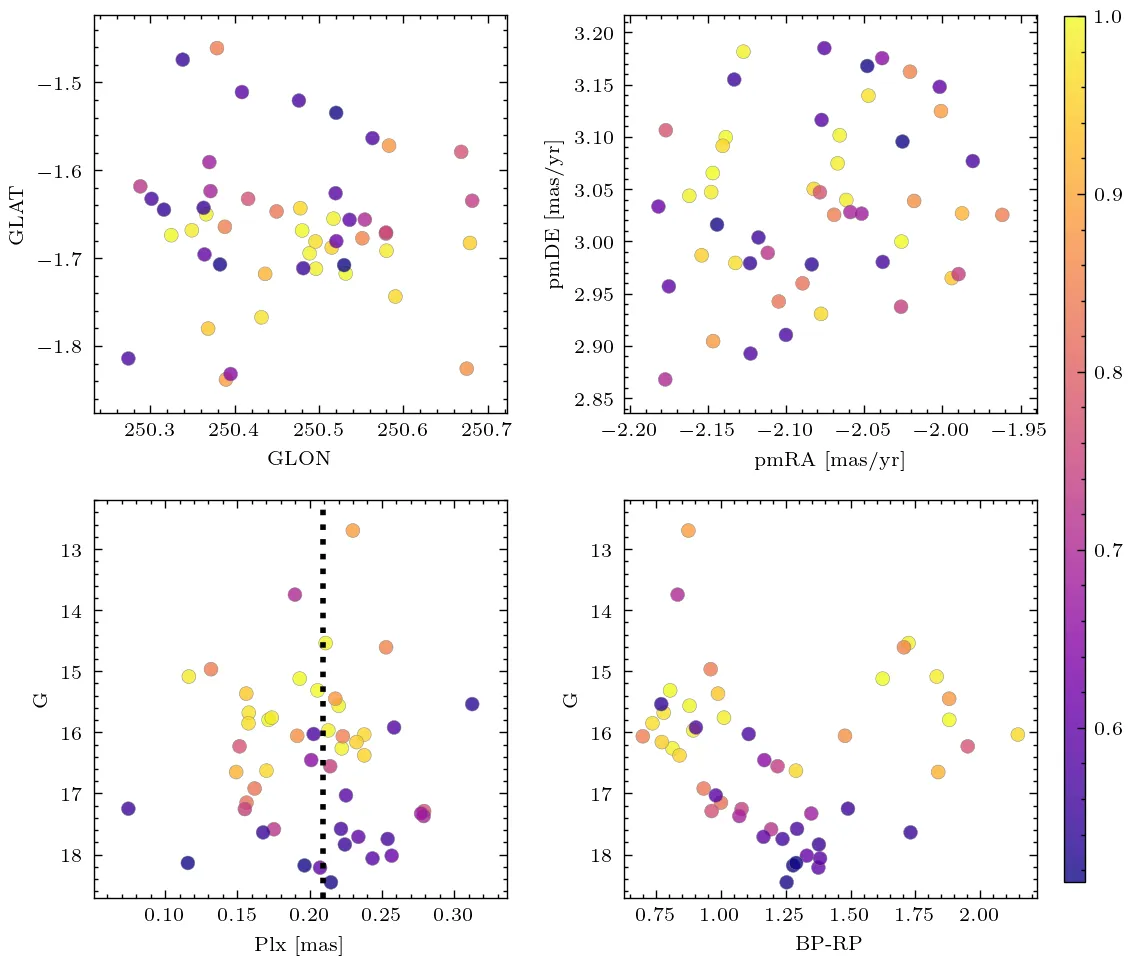 GLAT
−1.5
−1.6
−1.7
−1.8
250.3 250.4 250.5 250.6 250.7
GLON
pmDE [mas/yr]
3.20
3.15
3.10
3.05
3.00
2.95
2.90
2.85
−2.20 −2.15 −2.10 −2.05 −2.00 −1.95
pmRA [mas/yr]
G
13
14
15
16
17
18
0.10 0.15 0.20 0.25 0.30
Plx [mas]
G
13
14
15
16
17
18
0.75 1.00 1.25 1.50 1.75 2.00
BP-RP
1.0
0.9
0.8
0.7
0.6